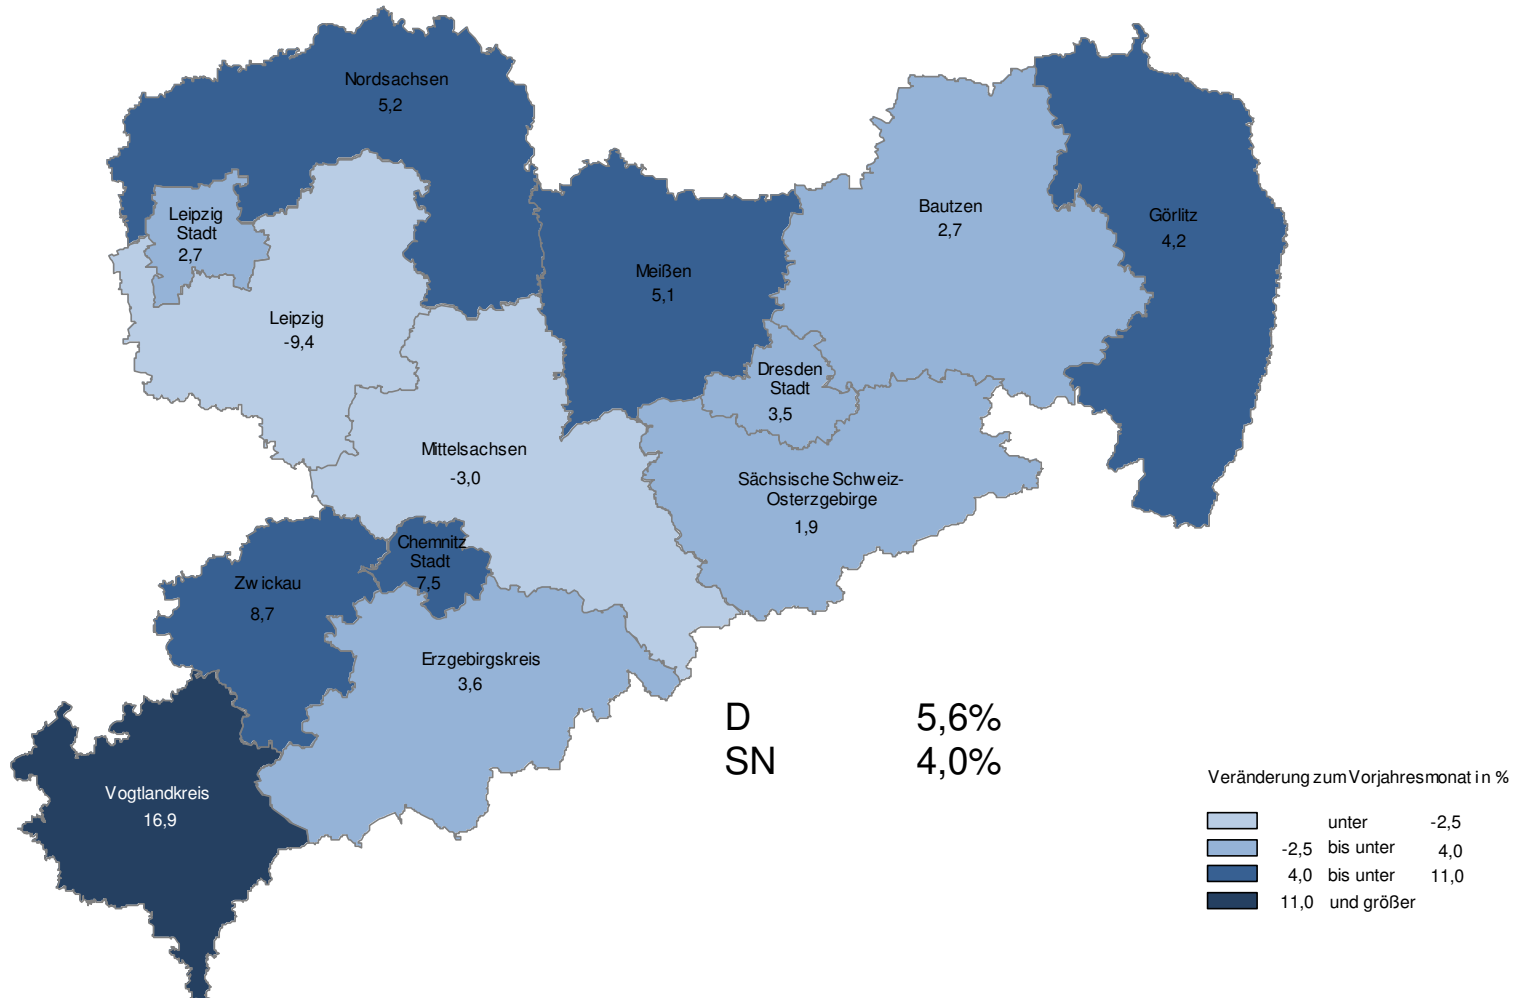 Nordsachsen
5,2
Leipzig
Stadt
2,7
Leipzig
-9,4
Meißen
5,1
Bautzen
2,7
Görlitz
4,2
Dresden
Stadt
3,5
Mittelsachsen
-3,0
Sächsische Schweiz-
Osterzgebirge
1,9
Chemnitz
Stadt
7,5
Zwickau
8,7
Erzgebirgskreis
3,6
Vogtlandkreis
16,9
D 5,6%
SN 4,0%
Veränderung zum Vorjahresmonat in %
unter -2,5
-2,5 bis unter 4,0
4,0 bis unter 11,0
11,0 und größer